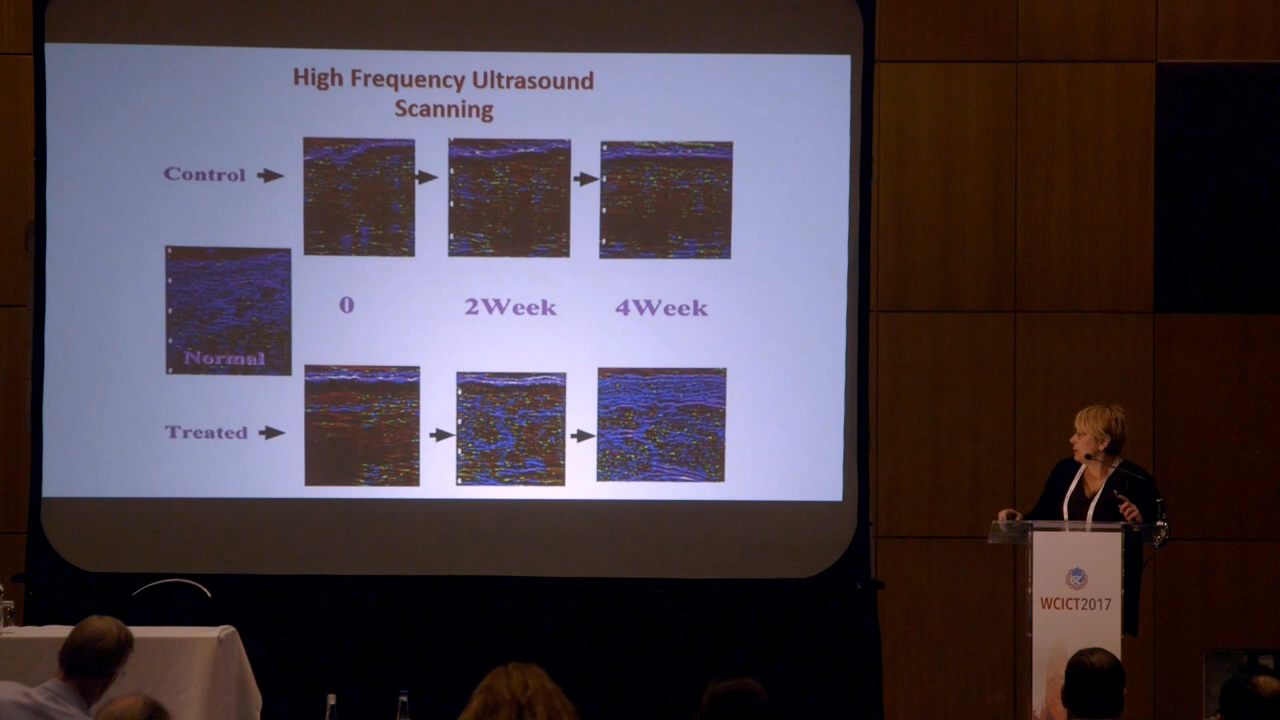 High Frequency Ultrasound
Scanning
Control
Normal
0
2Week
4Week
Treated
WCICT2017